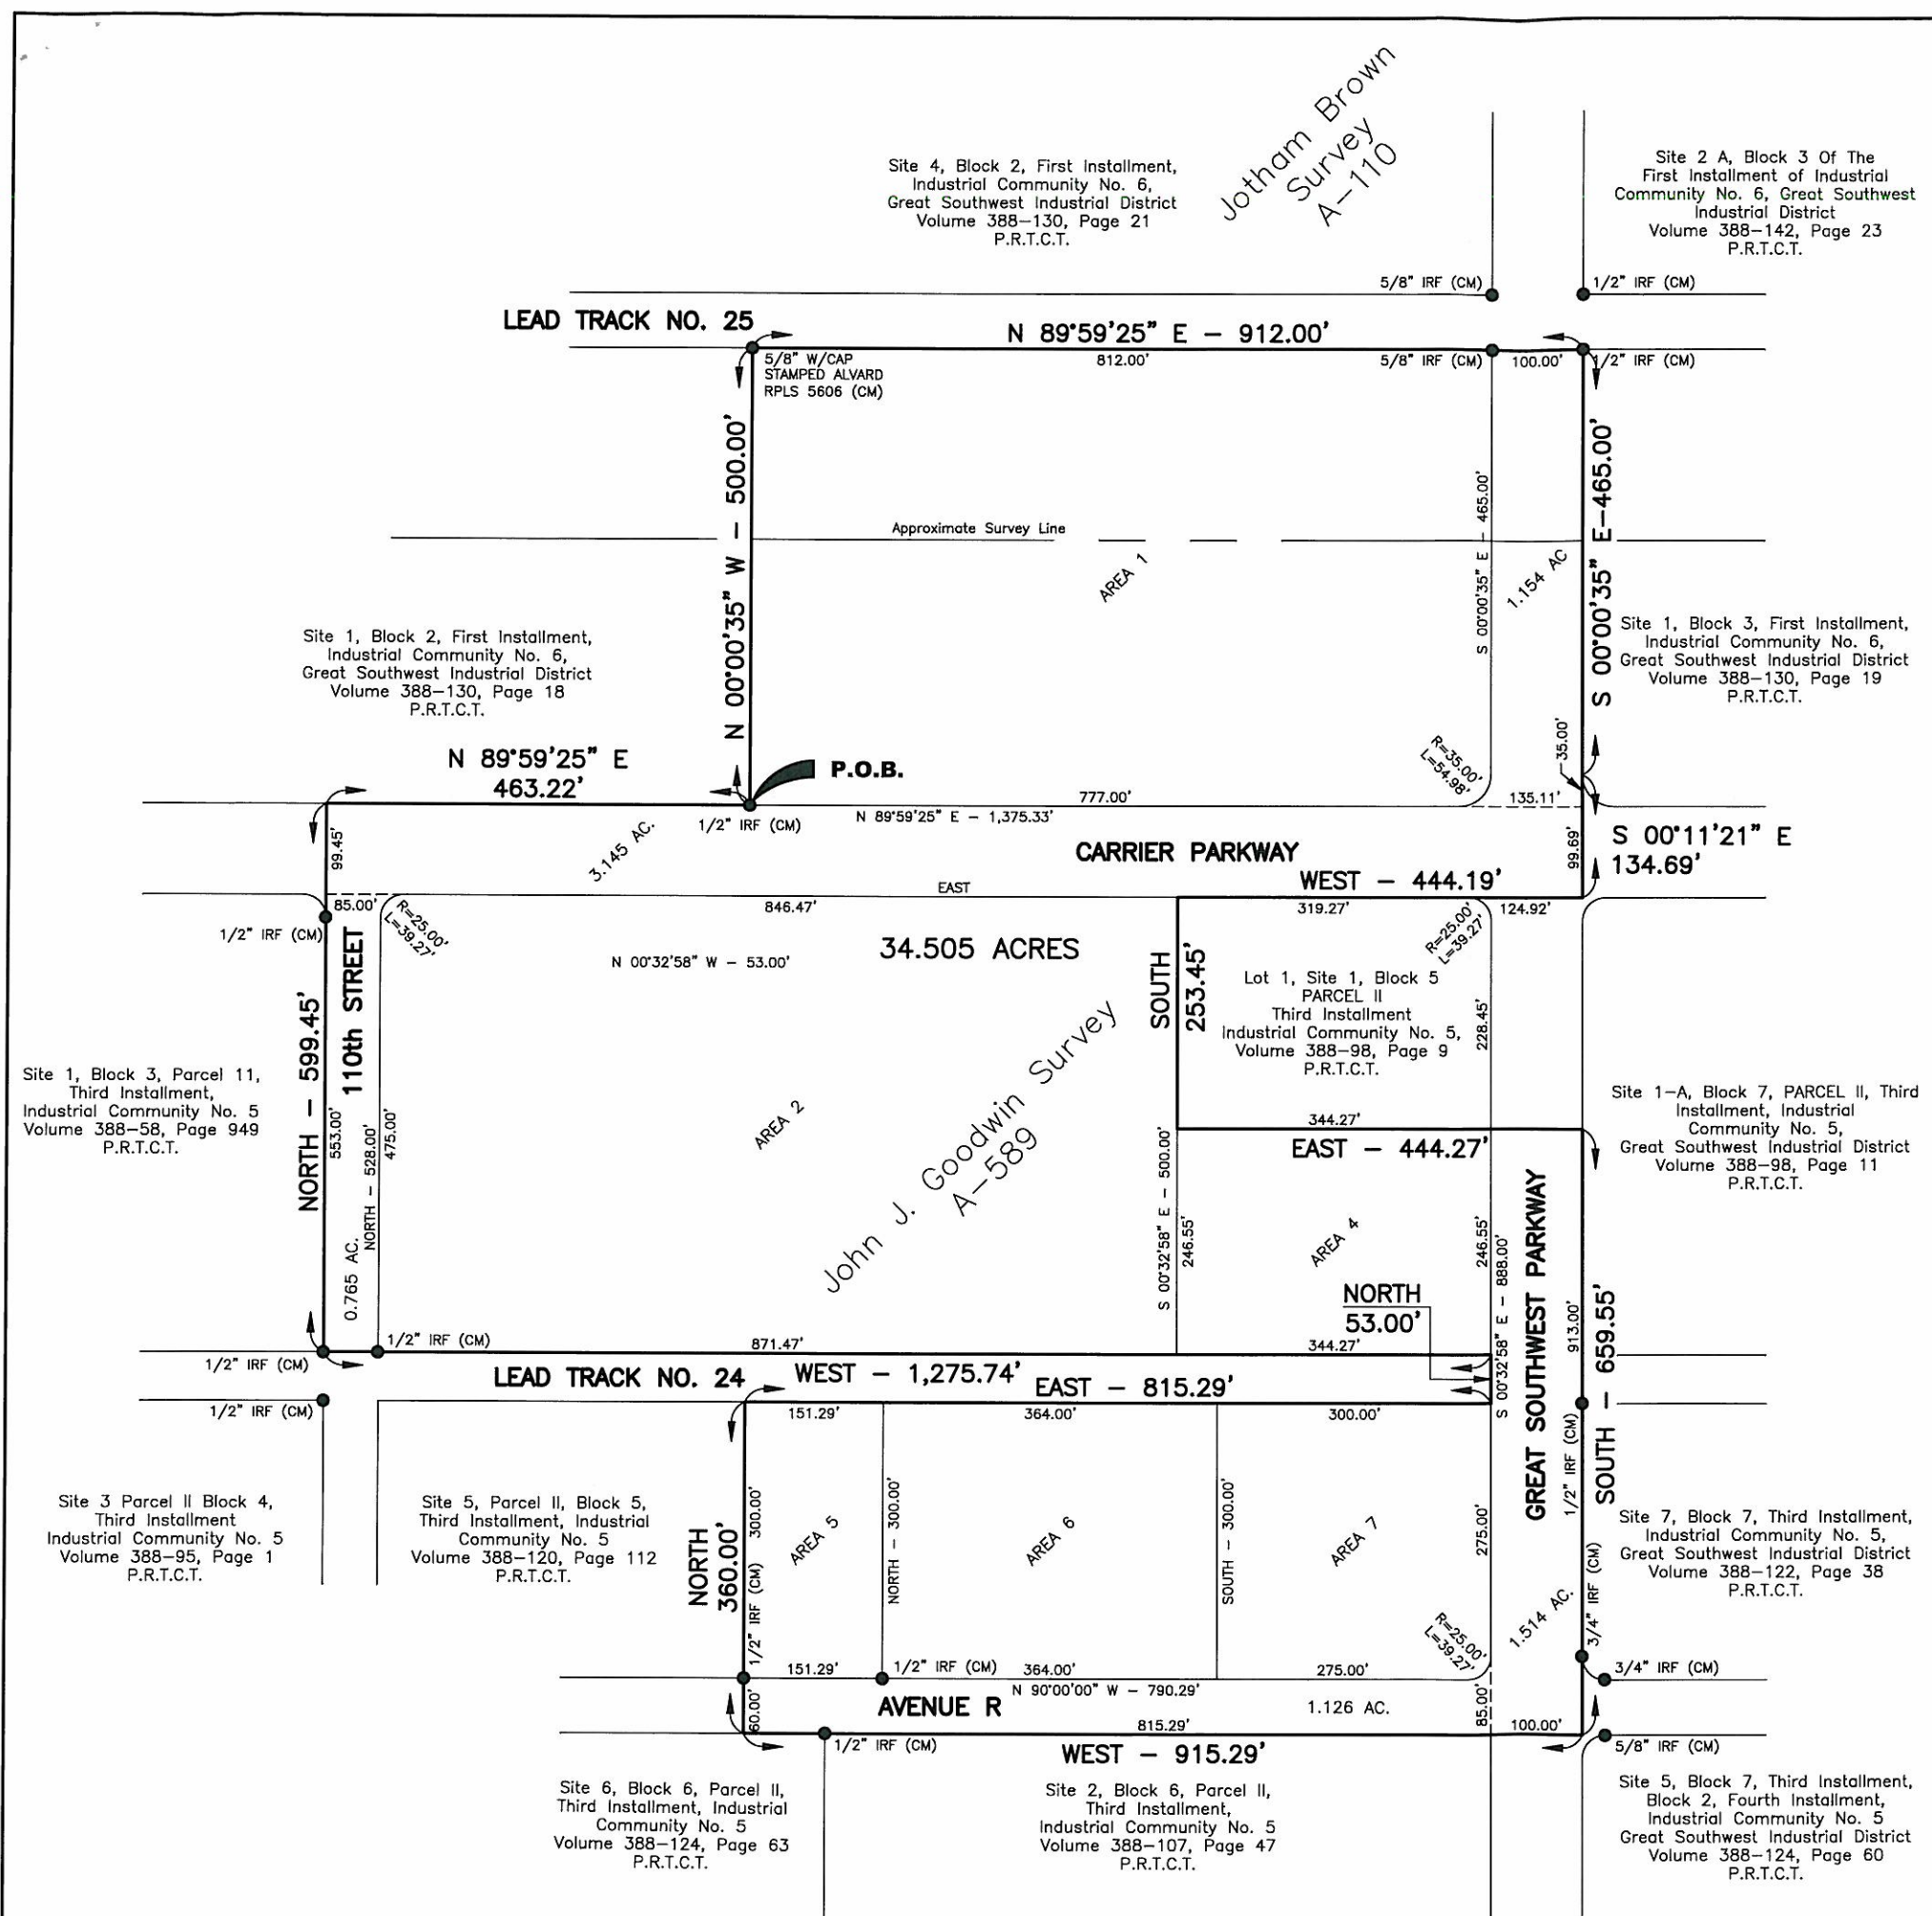 Jotham Brown
Survey
A-110
Site 4, Block 2, First Installment,
Industrial Community No. 6,
Great Southwest Industrial District
Volume 388-130, Page 21
P.R.T.C.T.
Site 2 A, Block 3 Of The
First Installment of Industrial
Community No. 6, Great Southwest
Industrial District
Volume 388-142, Page 23
P.R.T.C.T.
5/8" IRF (CM)
1/2" IRF (CM)
LEAD TRACK NO. 25
N 89°59'25" E - 912.00'
5/8" W/CAP
STAMPED ALVARD
RPLS 5606 (CM)
812.00'
5/8" IRF (CM)
100.00'
1/2" IRF (CM)
N 00°00'35" W - 500.00'
S 00°00'35" E - 465.00'
S 00°00'35" E-465.00'
Approximate Survey Line
AREA 1
1.154 AC
Site 1, Block 2, First Installment,
Industrial Community No. 6,
Great Southwest Industrial District
Volume 388-130, Page 18
P.R.T.C.T.
Site 1, Block 3, First Installment,
Industrial Community No. 6,
Great Southwest Industrial District
Volume 388-130, Page 19
P.R.T.C.T.
N 89°59'25" E
463.22'
P.O.B.
R=35.00'
L=54.98'
35.00'
777.00'
135.11'
1/2" IRF (CM)
N 89°59'25" E - 1,375.33'
99.45'
3.145 AC.
CARRIER PARKWAY
99.69'
S 00°11'21" E
134.69'
WEST - 444.19'
EAST
85.00'
R=25.00'
L=39.27'
846.47'
319.27'
124.92'
R=25.00'
L=39.27'
1/2" IRF (CM)
110th STREET
N 00°32'58" W - 53.00'
34.505 ACRES
SOUTH
253.45'
Lot 1, Site 1, Block 5
PARCEL II
Third Installment
Industrial Community No. 5,
Volume 388-98, Page 9
P.R.T.C.T.
228.45'
NORTH - 599.45'
553.00'
NORTH - 528.00'
475.00'
0.765 AC.
Site 1, Block 3, Parcel 11,
Third Installment,
Industrial Community No. 5
Volume 388-58, Page 949
P.R.T.C.T.
AREA 2
John J. Goodwin Survey
A-589
344.27'
EAST - 444.27'
Site 1-A, Block 7, PARCEL II, Third
Installment, Industrial
Community No. 5,
Great Southwest Industrial District
Volume 388-98, Page 11
P.R.T.C.T.
S 00°32'58" E - 500.00'
246.55'
AREA 4
246.55'
S 00°32'58" E - 888.00'
GREAT SOUTHWEST PARKWAY
913.00'
SOUTH - 659.55'
NORTH
53.00'
1/2" IRF (CM)
1/2" IRF (CM)
871.47'
344.27'
LEAD TRACK NO. 24
WEST - 1,275.74'
EAST - 815.29'
1/2" IRF (CM)
151.29'
364.00'
300.00'
1/2" IRF (CM)
Site 3 Parcel II Block 4,
Third Installment
Industrial Community No. 5
Volume 388-95, Page 1
P.R.T.C.T.
Site 5, Parcel II, Block 5,
Third Installment, Industrial
Community No. 5
Volume 388-120, Page 112
P.R.T.C.T.
NORTH
360.00'
300.00'
1/2" IRF (CM)
AREA 5
NORTH - 300.00'
AREA 6
SOUTH - 300.00'
AREA 7
275.00'
Site 7, Block 7, Third Installment,
Industrial Community No. 5,
Great Southwest Industrial District
Volume 388-122, Page 38
P.R.T.C.T.
3/4" IRF (CM)
1.514 AC.
R=25.00'
L=39.27'
151.29'
1/2" IRF (CM)
364.00'
275.00'
3/4" IRF (CM)
N 90°00'00" W - 790.29'
60.00'
AVENUE R
1.126 AC.
85.00'
815.29'
100.00'
1/2" IRF (CM)
WEST - 915.29'
5/8" IRF (CM)
Site 6, Block 6, Parcel II,
Third Installment, Industrial
Community No. 5
Volume 388-124, Page 63
P.R.T.C.T.
Site 2, Block 6, Parcel II,
Third Installment,
Industrial Community No. 5
Volume 388-107, Page 47
P.R.T.C.T.
Site 5, Block 7, Third Installment,
Block 2, Fourth Installment,
Industrial Community No. 5
Great Southwest Industrial District
Volume 388-124, Page 60
P.R.T.C.T.